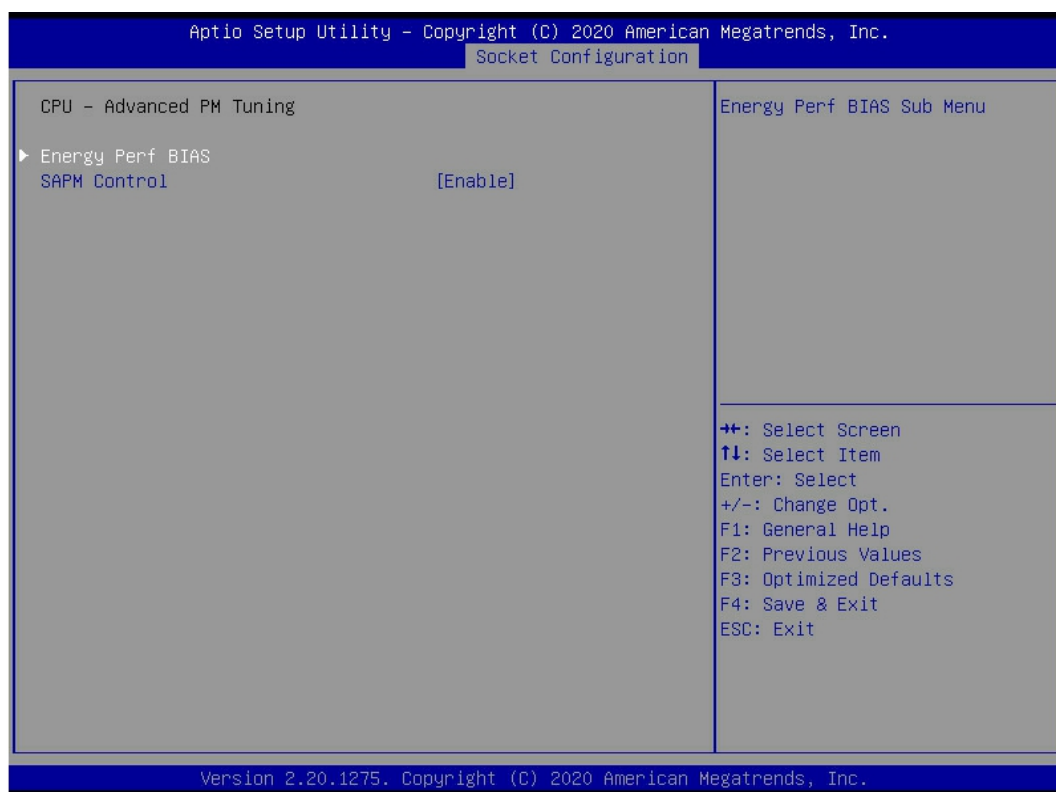 Aptio Setup Utility – Copyright (C) 2020 American Megatrends, Inc.
Socket Configuration
CPU – Advanced PM Tuning
Energy Perf BIAS
SAPM Control [Enable]
Energy Perf BIAS Sub Menu
→←: Select Screen
↑↓: Select Item
Enter: Select
+/-: Change Opt.
F1: General Help
F2: Previous Values
F3: Optimized Defaults
F4: Save & Exit
ESC: Exit
Version 2.20.1275. Copyright (C) 2020 American Megatrends, Inc.